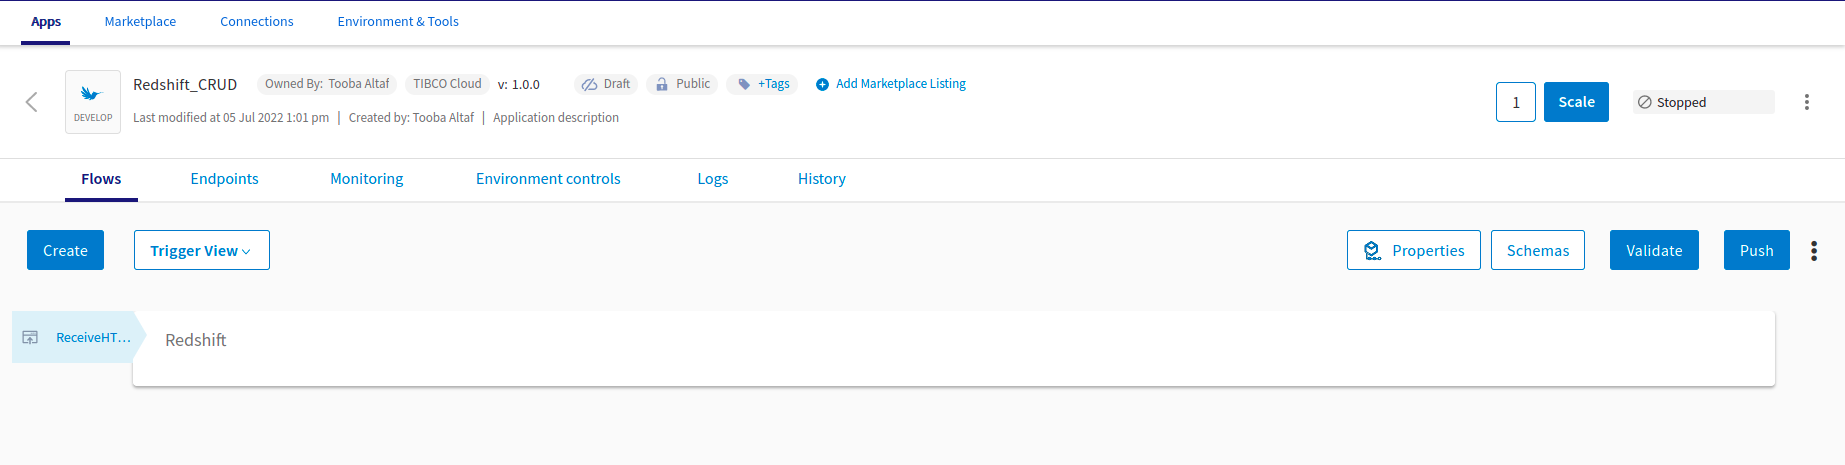 Apps Marketplace Connections Environment & Tools
Redshift_CRUD Owned By: Tooba Altaf TIBCO Cloud v: 1.0.0 Draft Public +Tags Add Marketplace Listing
DEVELOP
Last modified at 05 Jul 2022 1:01 pm | Created by: Tooba Altaf | Application description
1 Scale Stopped
Flows Endpoints Monitoring Environment controls Logs History
Create Trigger View Properties Schemas Validate Push
ReceiveHT... Redshift